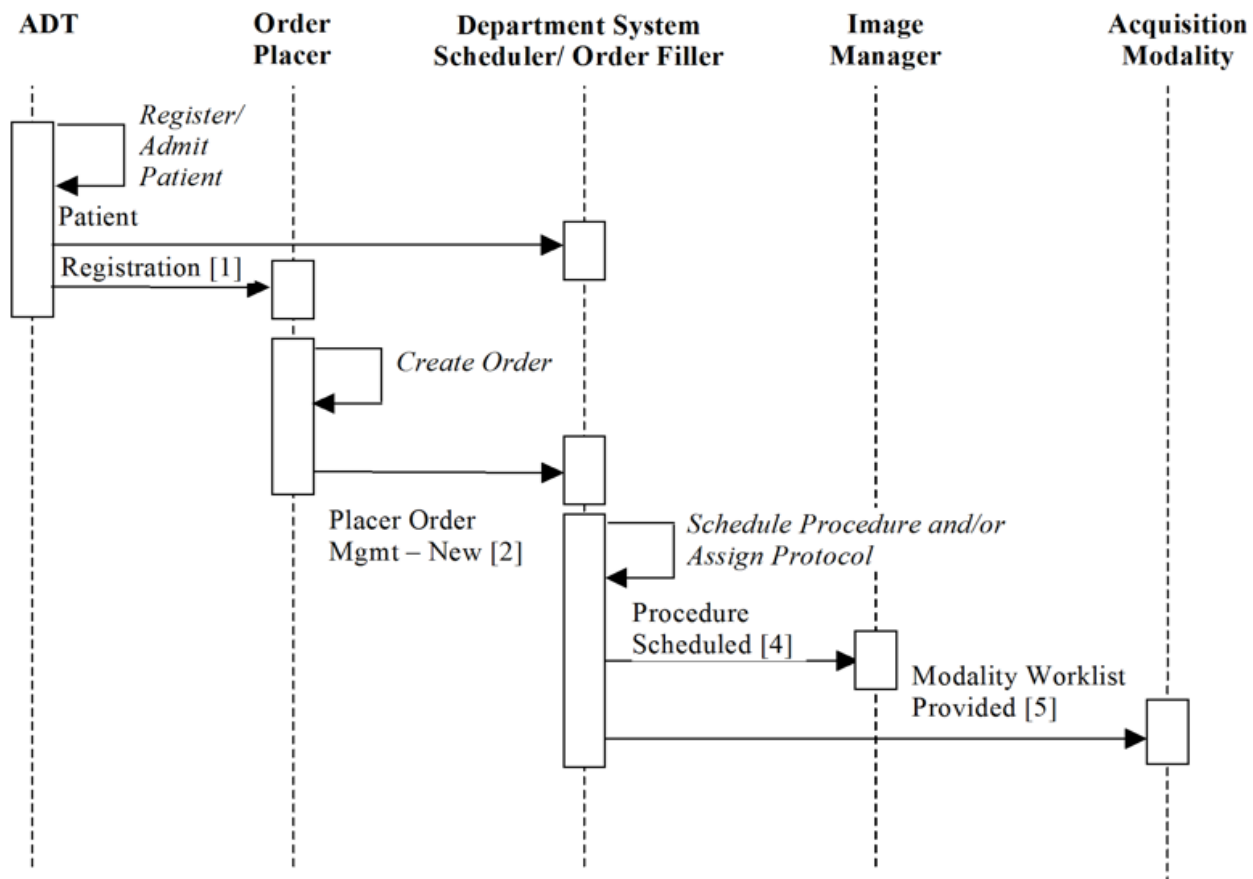 ADT
Order
Placer
Department System
Scheduler/ Order Filler
Image
Manager
Acquisition
Modality
Register/
Admit
Patient
Patient
Registration [1]
Create Order
Placer Order
Mgmt – New [2]
Schedule Procedure and/or
Assign Protocol
Procedure
Scheduled [4]
Modality Worklist
Provided [5]